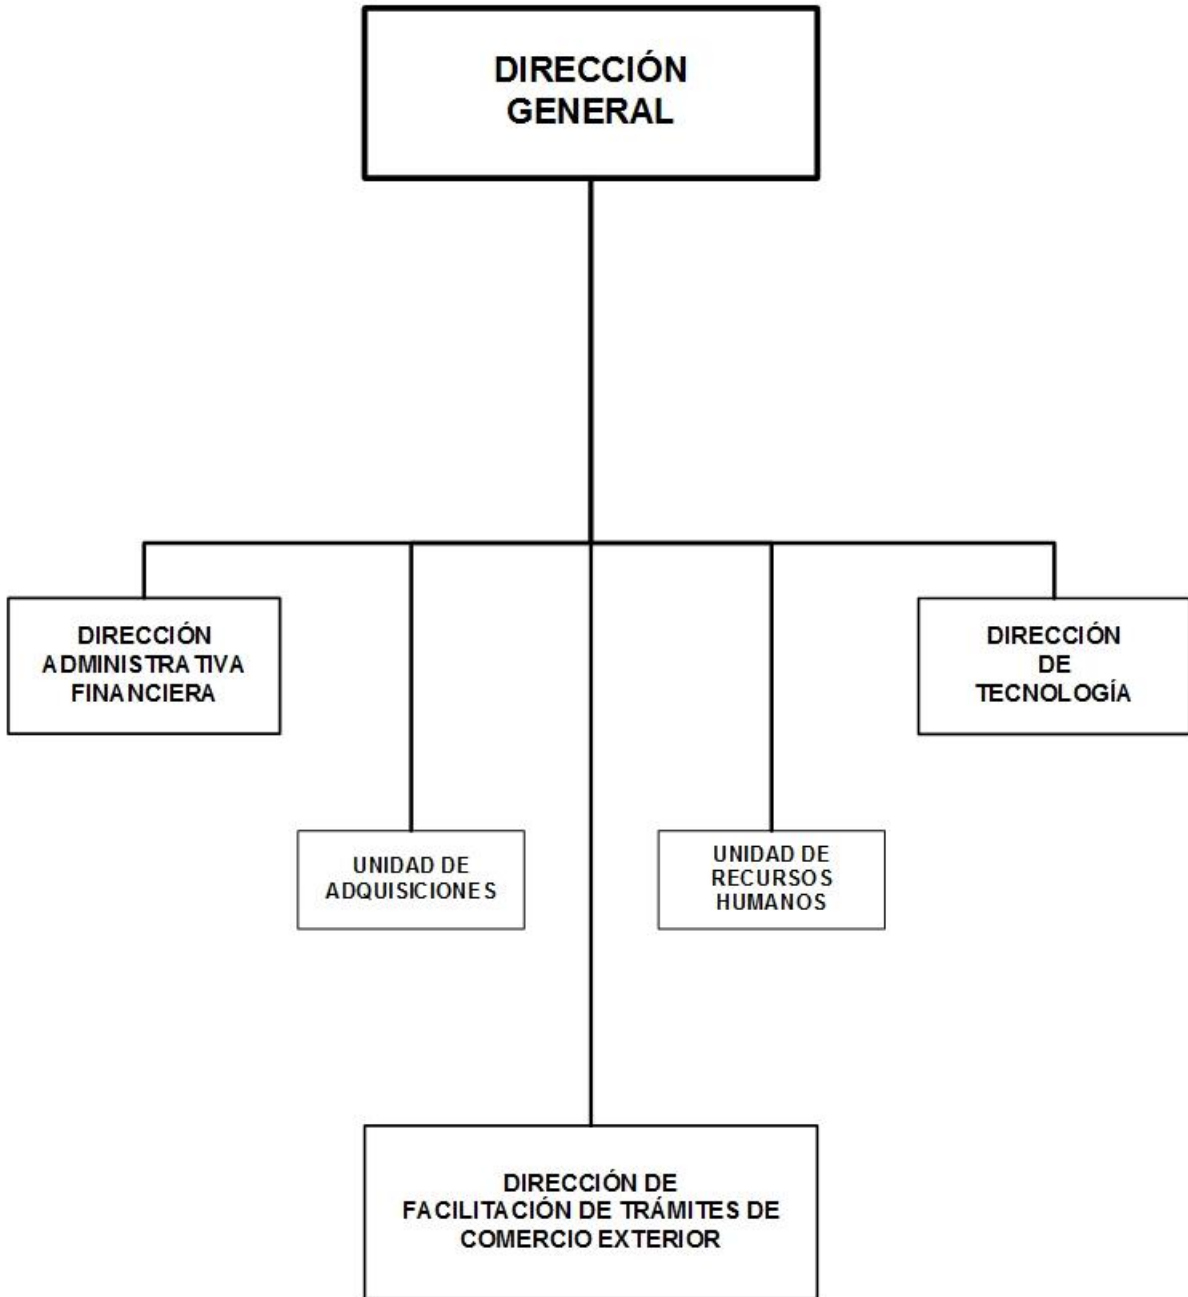 DIRECCIÓN
GENERAL
DIRECCIÓN
ADMINISTRATIVA
FINANCIERA
DIRECCIÓN
DE
TECNOLOGÍA
UNIDAD DE
ADQUISICIONES
UNIDAD DE
RECURSOS
HUMANOS
DIRECCIÓN DE
FACILITACIÓN DE TRÁMITES DE
COMERCIO EXTERIOR